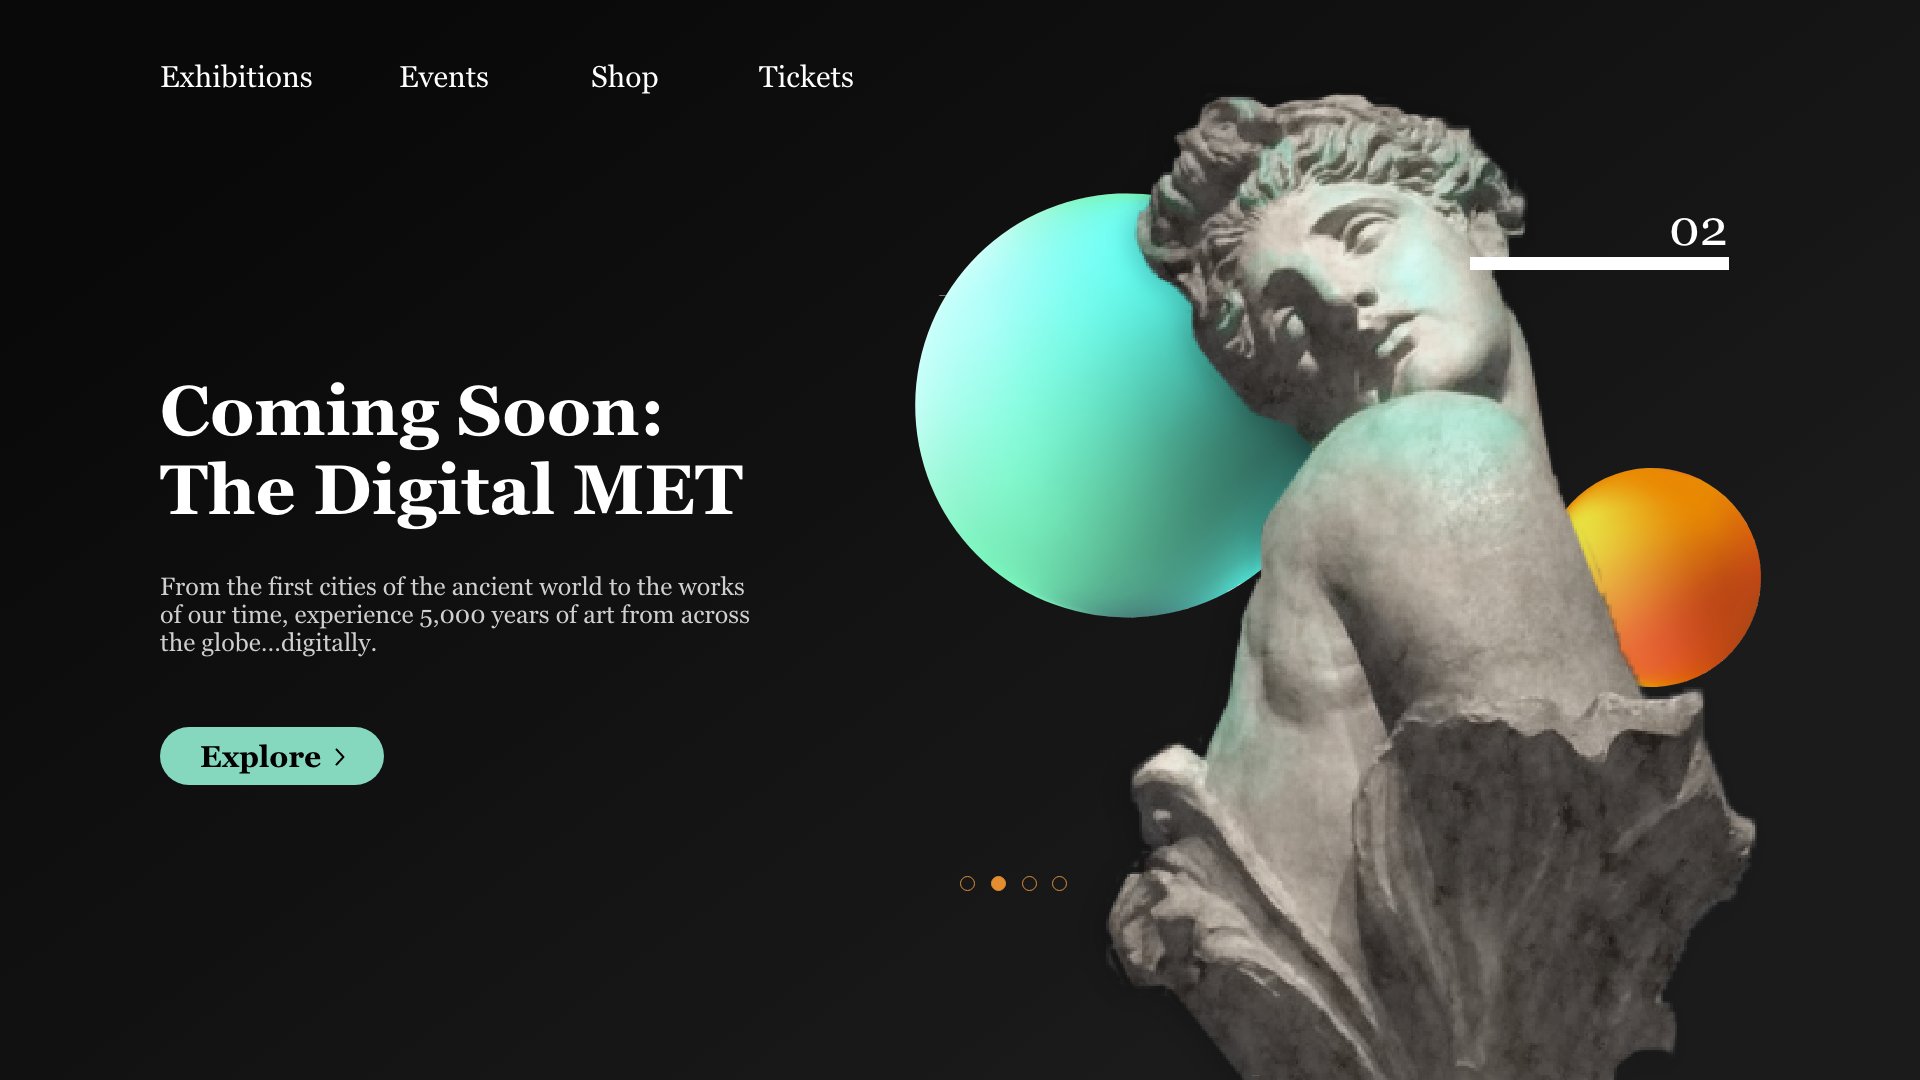 Exhibitions Events Shop Tickets
02
Coming Soon:
The Digital MET
From the first cities of the ancient world to the works
of our time, experience 5,000 years of art from across
the globe...digitally.
Explore >